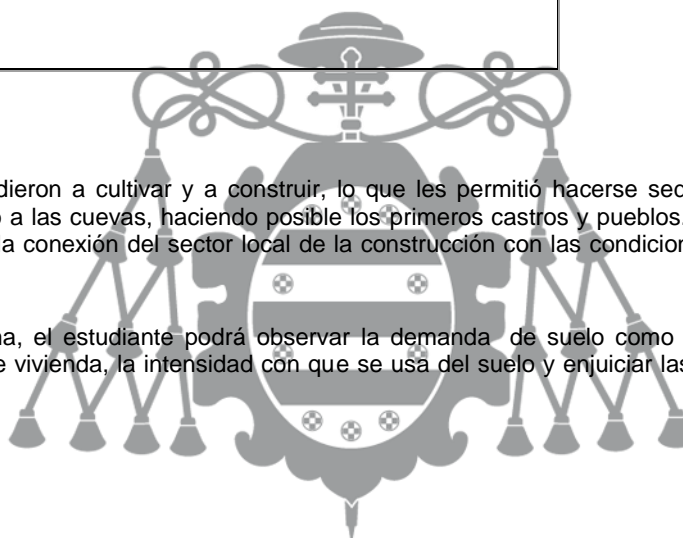 dieron a cultivar y a construir, lo que les permitió hacerse sec
a las cuevas, haciendo posible los primeros castros y pueblos.
a conexión del sector local de la construcción con las condicion
el estudiante podrá observar la demanda de suelo como
vivienda, la intensidad con que se usa del suelo y enjuiciar las